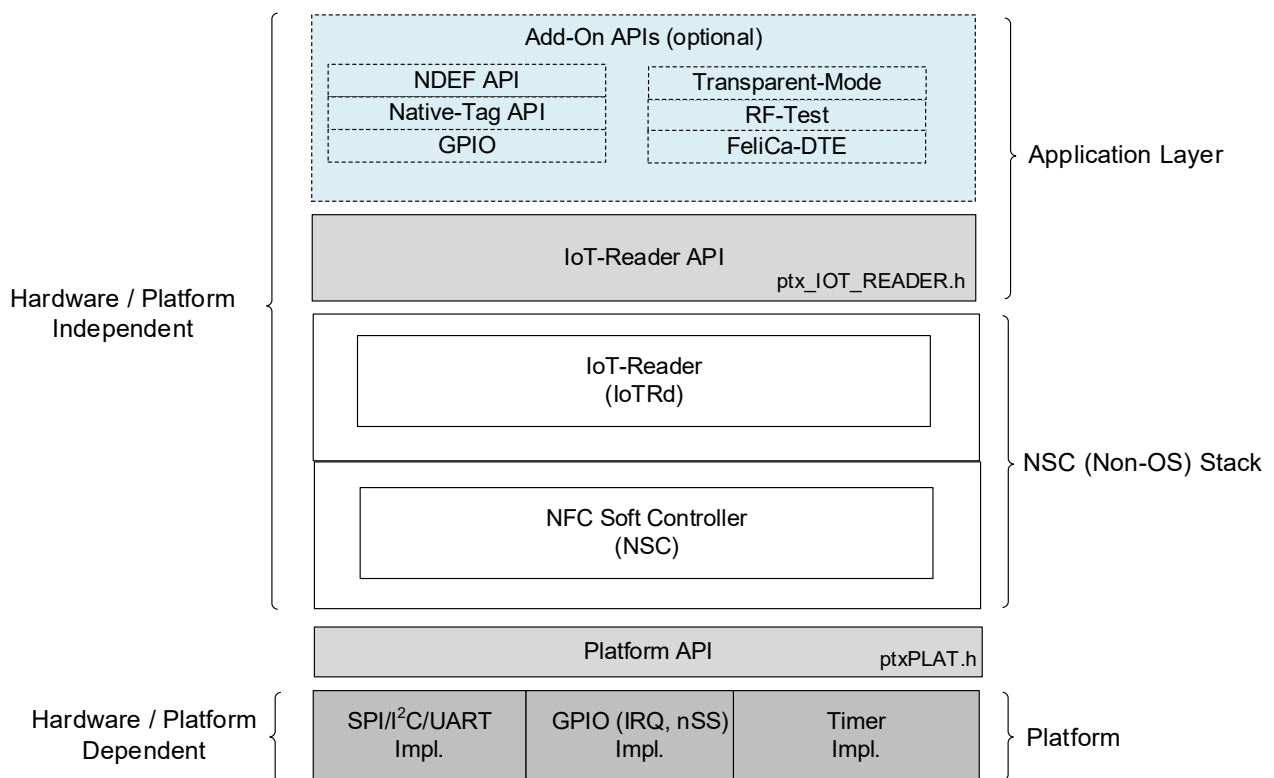 Add-On APIs (optional)
NDEF API
Native-Tag API
GPIO
Transparent-Mode
RF-Test
FeliCa-DTE
Application Layer
IoT-Reader API
ptx_IOT_READER.h
Hardware / Platform
Independent
IoT-Reader
(IoTRd)
NSC (Non-OS) Stack
NFC Soft Controller
(NSC)
Platform API
ptxPLAT.h
Hardware / Platform
Dependent
SPI/I²C/UART
Impl.
GPIO (IRQ, nSS)
Impl.
Timer
Impl.
Platform